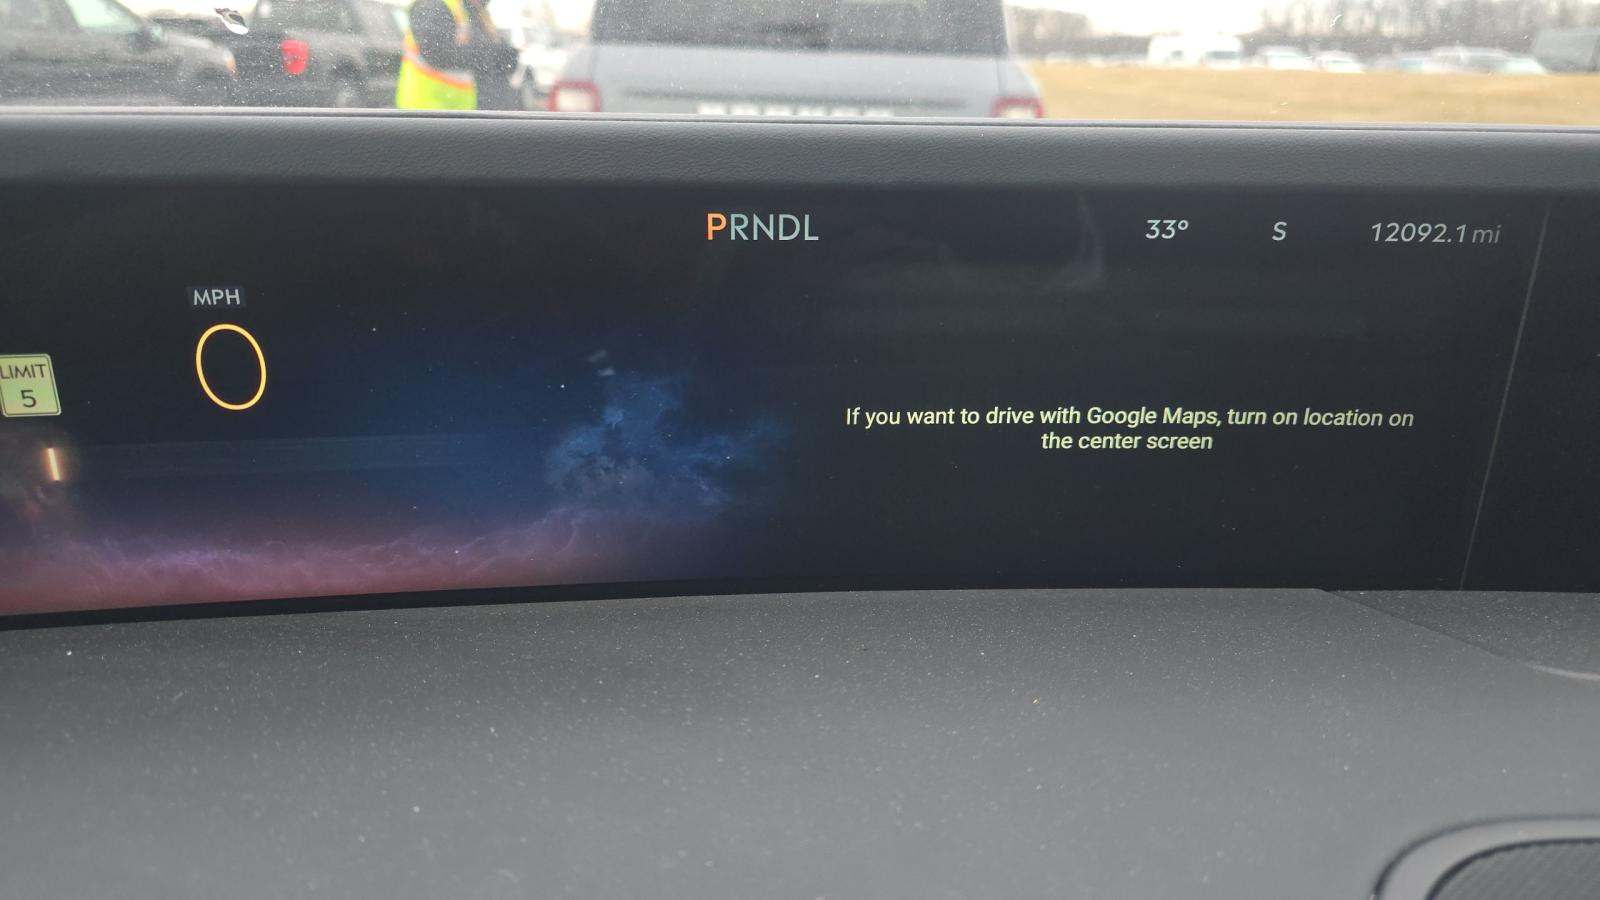 PRNDL
33°
S
12092.1 mi
MPH
0
LIMIT
5
If you want to drive with Google Maps, turn on location on
the center screen